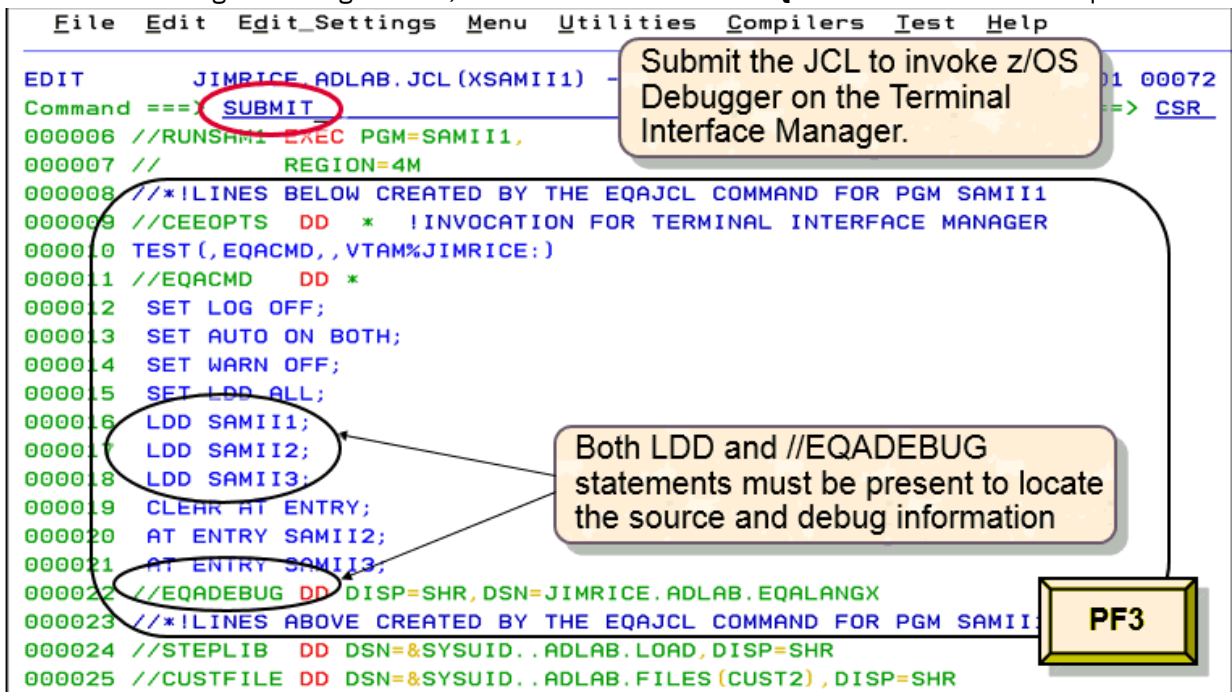 File Edit Edit_Settings Menu Utilities Compilers Test Help
EDIT JIMRICE.ADLAB.JCL(XSAMII1) - 01 00072
Command ===> SUBMIT => CSR
000006 //RUNSAM1 EXEC PGM=SAMII1,
000007 // REGION=4M
000008 //*!LINES BELOW CREATED BY THE EQAJCL COMMAND FOR PGM SAMII1
000009 //CEEOPTS DD * !INVOCATION FOR TERMINAL INTERFACE MANAGER
000010 TEST(,EQACMD,,VTAM%JIMRICE:)
000011 //EQACMD DD *
000012 SET LOG OFF;
000013 SET AUTO ON BOTH;
000014 SET WARN OFF;
000015 SET LDD ALL;
000016 LDD SAMII1;
000017 LDD SAMII2;
000018 LDD SAMII3;
000019 CLEAR AT ENTRY;
000020 AT ENTRY SAMII2;
000021 AT ENTRY SAMII3;
000022 //EQADEBUG DD DISP=SHR,DSN=JIMRICE.ADLAB.EQALANGX
000023 //*!LINES ABOVE CREATED BY THE EQAJCL COMMAND FOR PGM SAMII
000024 //STEPLIB DD DSN=&SYSUID..ADLAB.LOAD,DISP=SHR
000025 //CUSTFILE DD DSN=&SYSUID..ADLAB.FILES(CUST2),DISP=SHR
Submit the JCL to invoke z/OS
Debugger on the Terminal
Interface Manager.
Both LDD and //EQADEBUG
statements must be present to locate
the source and debug information
PF3